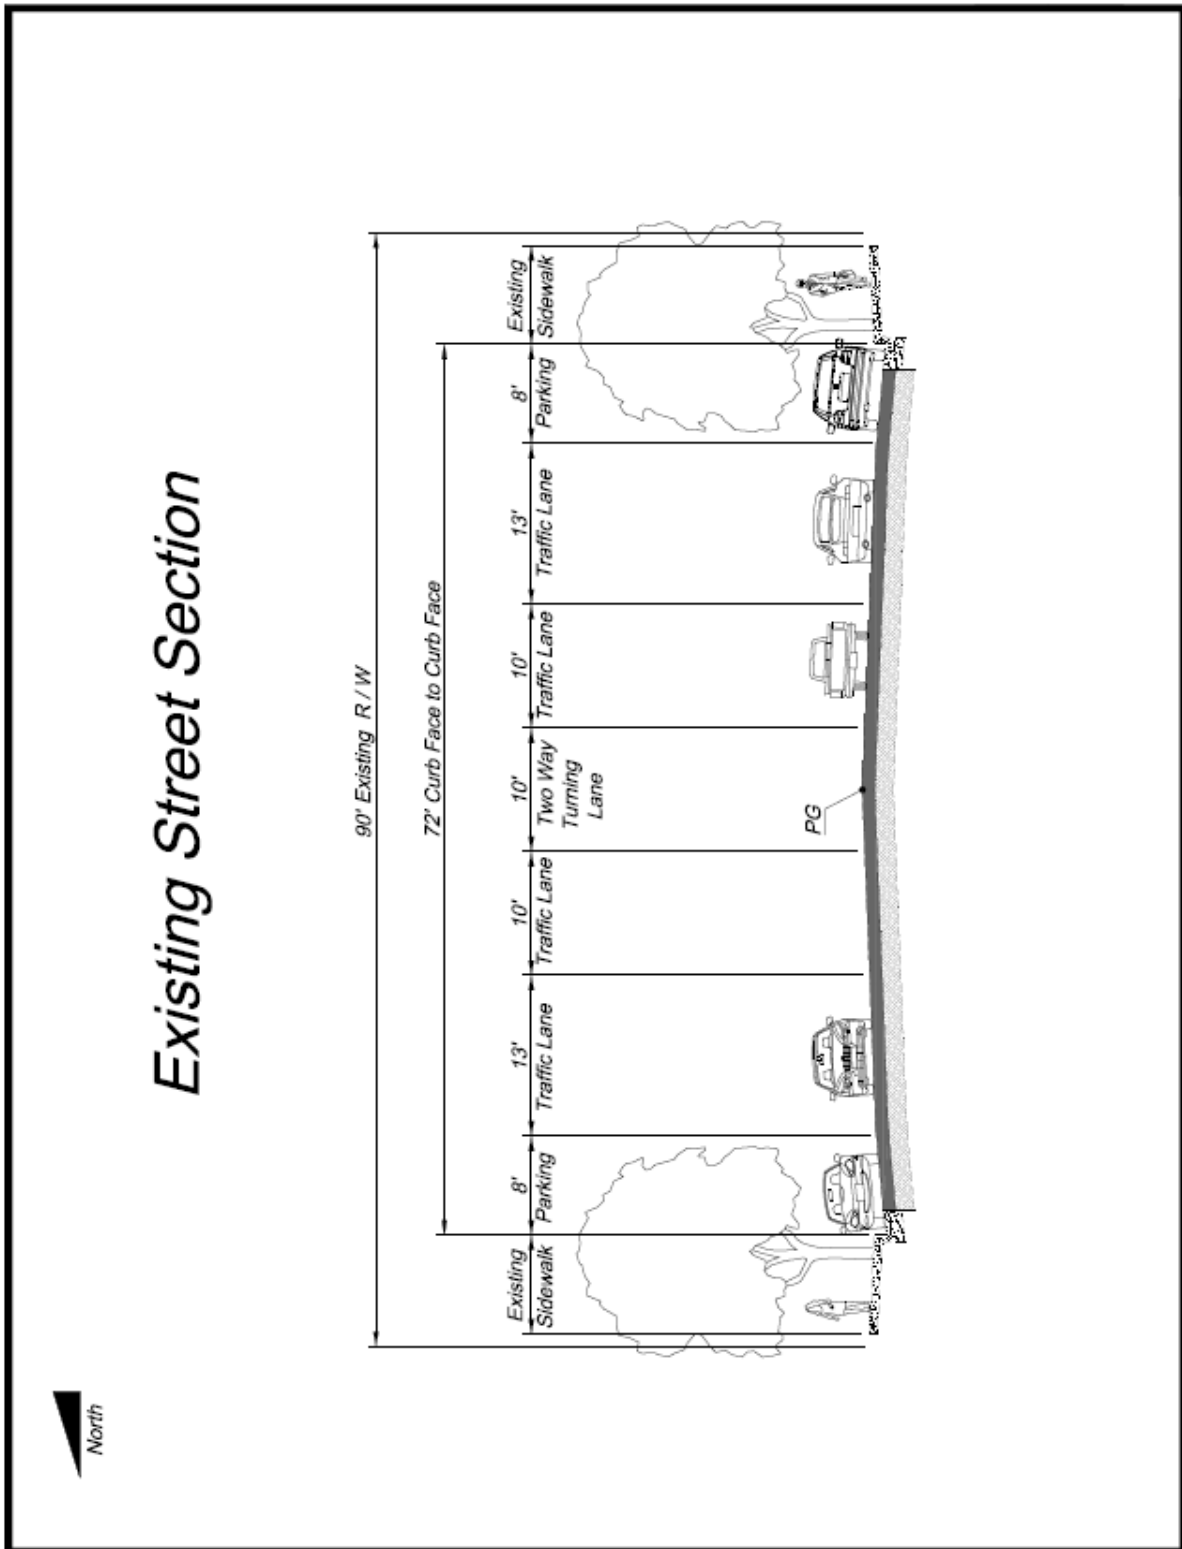 North
Existing Street Section
90' Existing R / W
72' Curb Face to Curb Face
Existing
Sidewalk
8'
Parking
13'
Traffic Lane
10'
Traffic Lane
10'
Two Way
Turning
Lane
10'
Traffic Lane
13'
Traffic Lane
8'
Parking
Existing
Sidewalk
PG